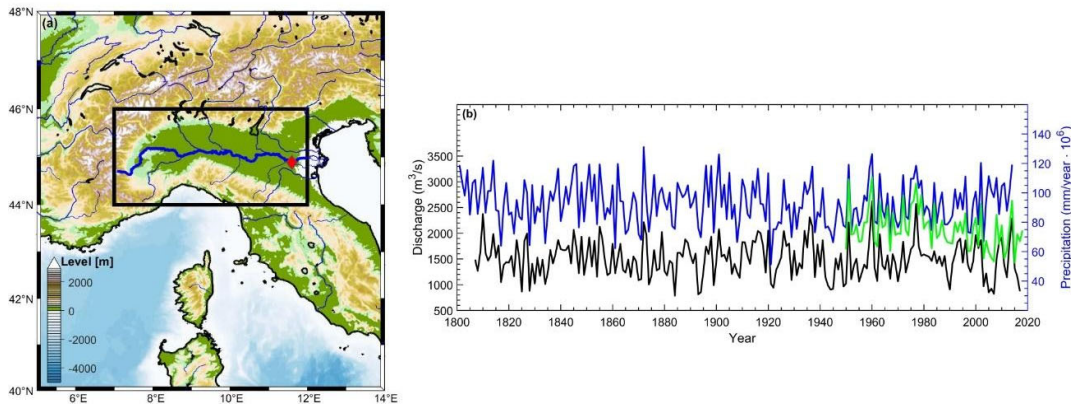 (a)
48°N
46°N
44°N
42°N
40°N
Level [m]
2000
0
-2000
-4000
6°E 8°E 10°E 12°E 14°E
(b)
Discharge (m³/s)
3500
3000
2500
2000
1500
1000
500
1800 1820 1840 1860 1880 1900 1920 1940 1960 1980 2000 2020
Year
140
120
100
80
60
40
Precipitation (mm/year · 10⁶)